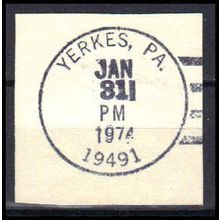 YERKES, PA.
JAN
31
PM
1974
19491